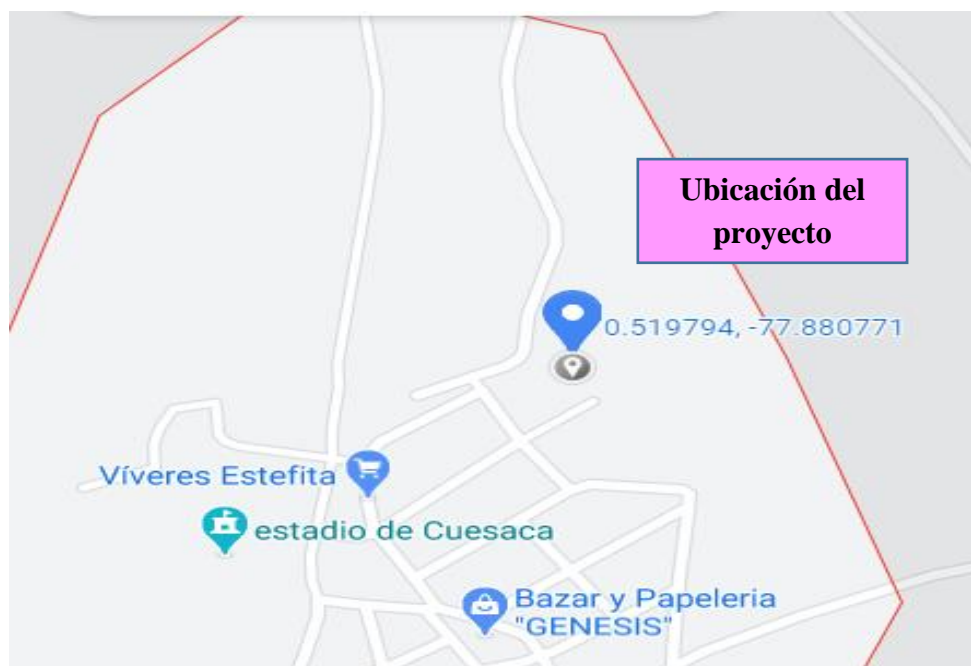 Ubicación del
proyecto
0.519794, -77.880771
Víveres Estefita
estadio de Cuesaca
Bazar y Papeleria
"GENESIS"